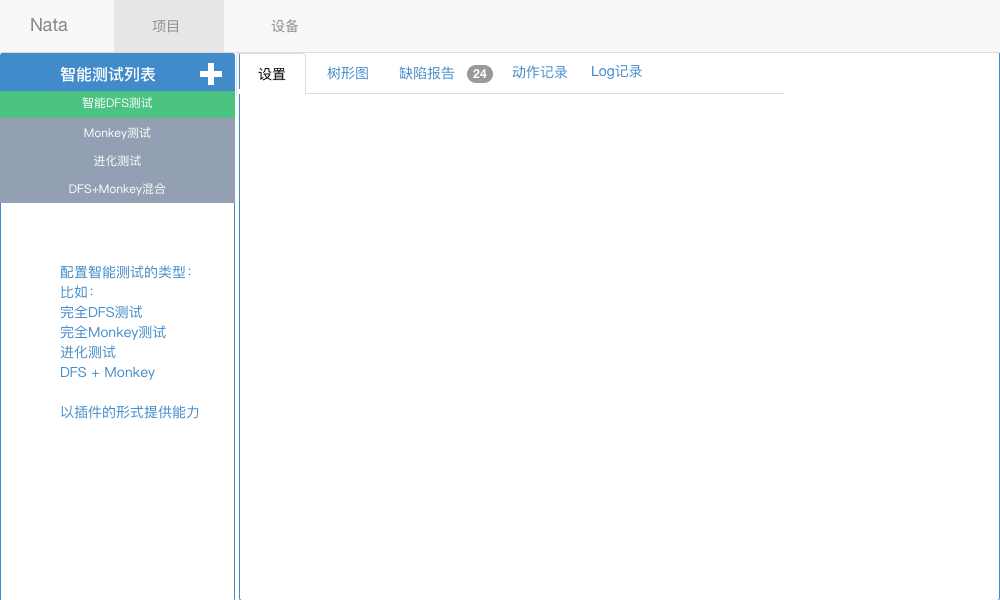 Nata 项目 设备
智能测试列表
智能DFS测试
Monkey测试
进化测试
DFS+Monkey混合
配置智能测试的类型：
比如：
完全DFS测试
完全Monkey测试
进化测试
DFS + Monkey
以插件的形式提供能力
设置 树形图 缺陷报告 24 动作记录 Log记录